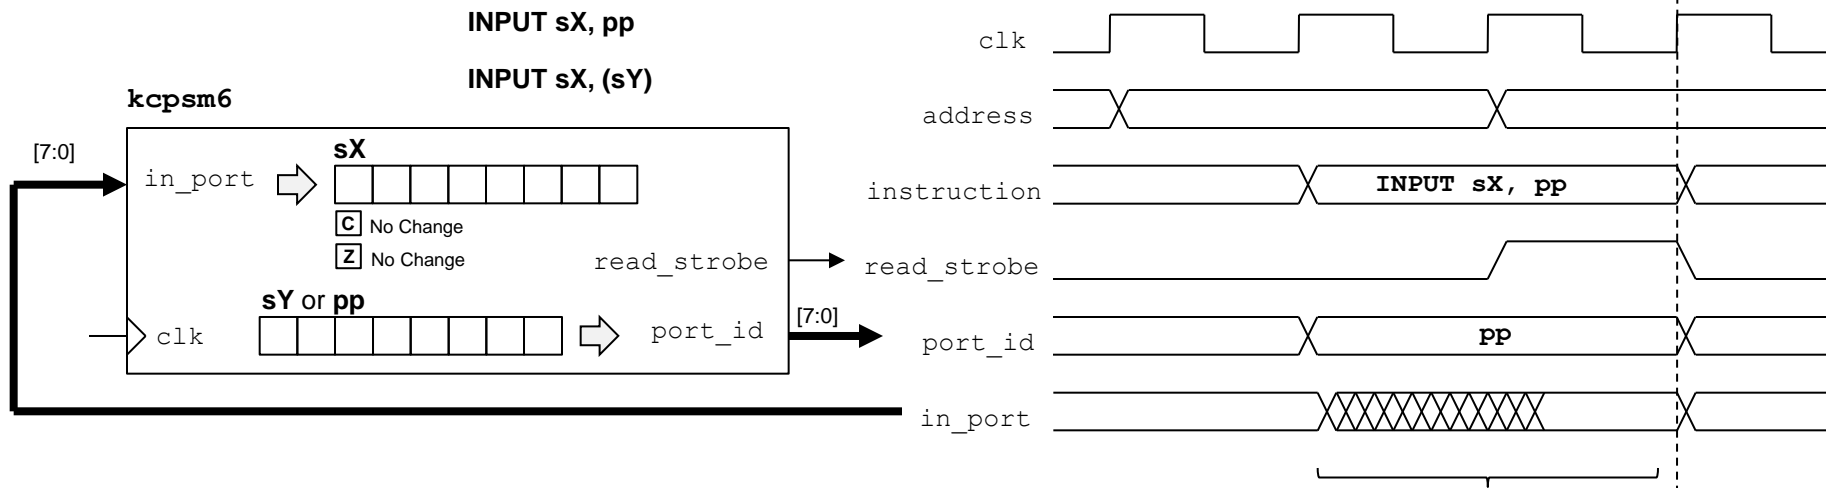 INPUT sX, pp
INPUT sX, (sY)
kcpsm6
[7:0]
in_port
sX
C No Change
Z No Change
read_strobe
sY or pp
clk
port_id
[7:0]
clk
address
instruction
INPUT sX, pp
read_strobe
port_id
pp
in_port